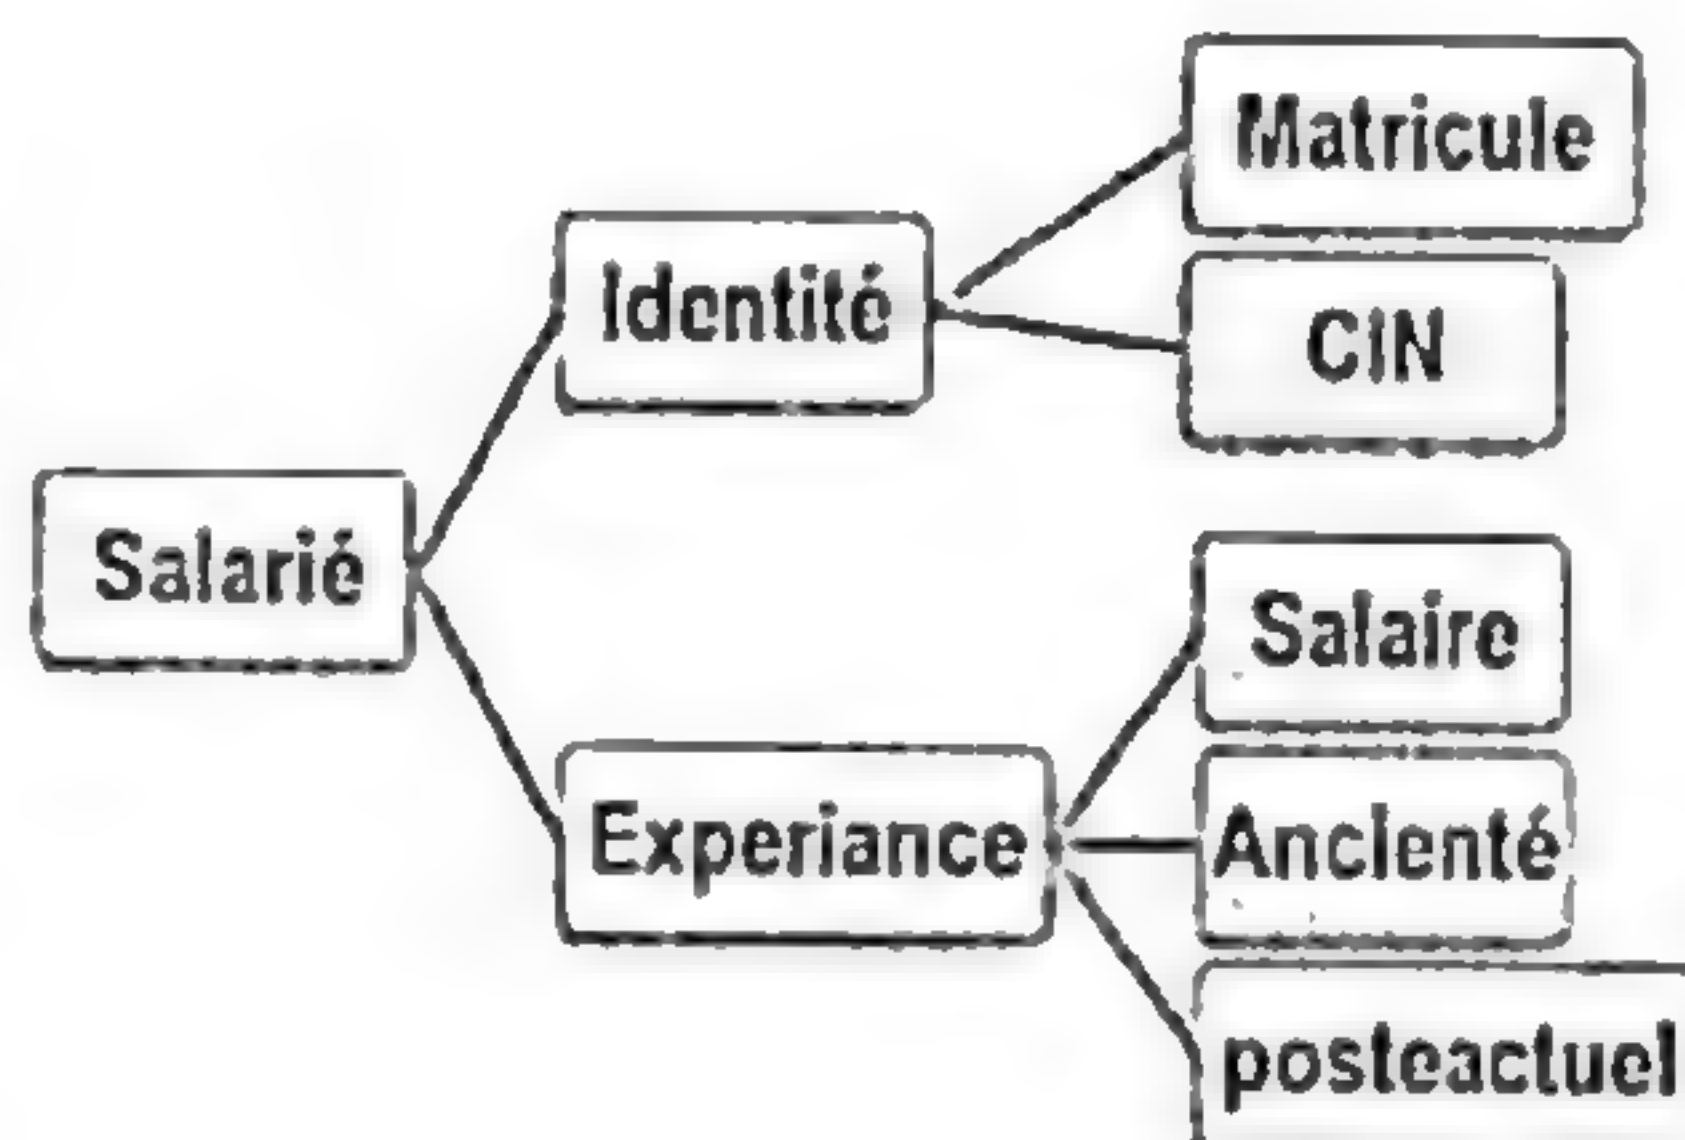 Matricule
Identité
CIN
Salarié
Salaire
Experiance
Ancienté
posteactuel